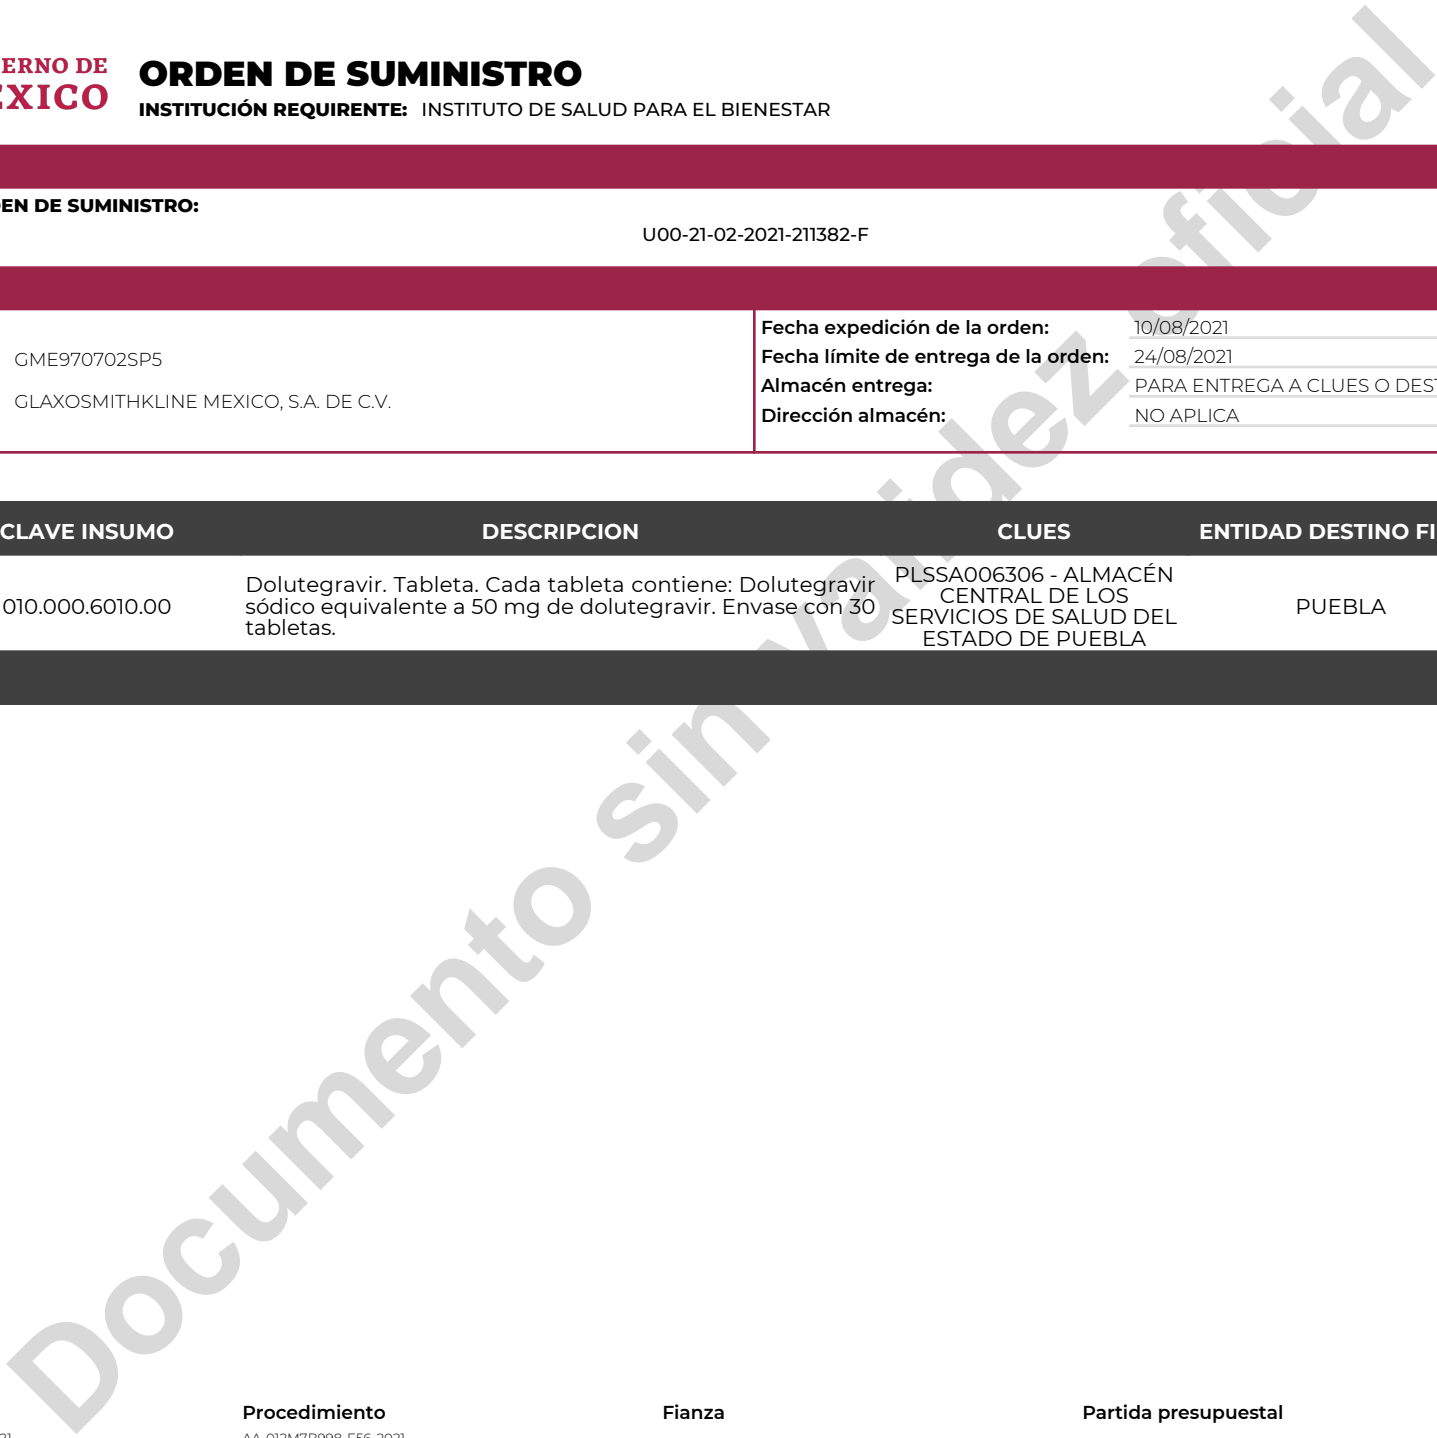 ERNO DE
EXICO
ORDEN DE SUMINISTRO
INSTITUCIÓN REQUIRENTE: INSTITUTO DE SALUD PARA EL BIENESTAR
EN DE SUMINISTRO:
U00-21-02-2021-211382-F
GME970702SP5
GLAXOSMITHKLINE MEXICO, S.A. DE C.V.
Fecha expedición de la orden: 10/08/2021
Fecha límite de entrega de la orden: 24/08/2021
Almacén entrega: PARA ENTREGA A CLUES O DEST
Dirección almacén: NO APLICA
CLAVE INSUMO DESCRIPCION CLUES ENTIDAD DESTINO FI
010.000.6010.00
Dolutegravir. Tableta. Cada tableta contiene: Dolutegravir
sódico equivalente a 50 mg de dolutegravir. Envase con 30
tabletas.
PLSSA006306 - ALMACÉN
CENTRAL DE LOS
SERVICIOS DE SALUD DEL
ESTADO DE PUEBLA
PUEBLA
Documento sin validez oficial
Procedimiento Fianza Partida presupuestal